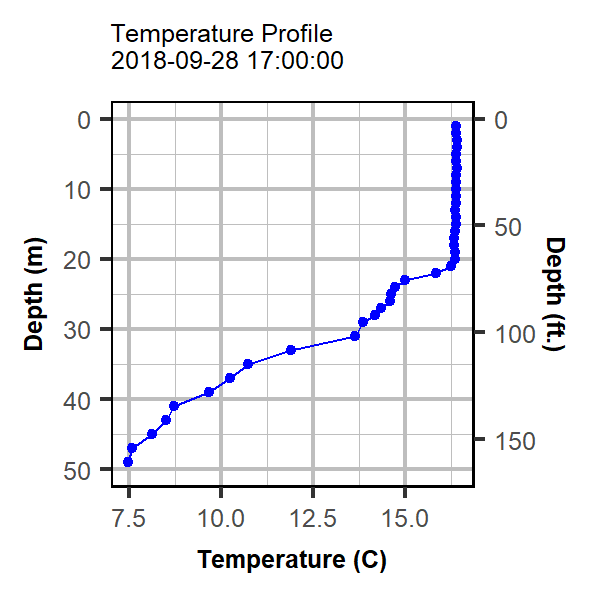 Temperature Profile
2018-09-28 17:00:00
0
10
20
30
40
50
Depth (m)
0
50
100
150
Depth (ft.)
7.5 10.0 12.5 15.0
Temperature (C)